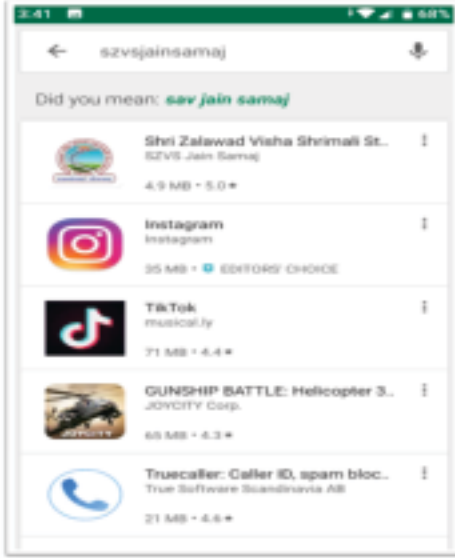 3:41 68%
szvsjainsamaj
Did you mean: sav jain samaj
Shri Zalawad Visha Shrimali St..
SZVS Jain Samaj
4.9 MB • 5.0 ★
Instagram
Instagram
35 MB • EDITORS' CHOICE
TikTok
musical.ly
71 MB • 4.4 ★
GUNSHIP BATTLE: Helicopter 3..
JOYCITY Corp.
JOYCITY
65 MB • 4.3 ★
Truecaller: Caller ID, spam bloc..
True Software Scandinavia AB
21 MB • 4.6 ★